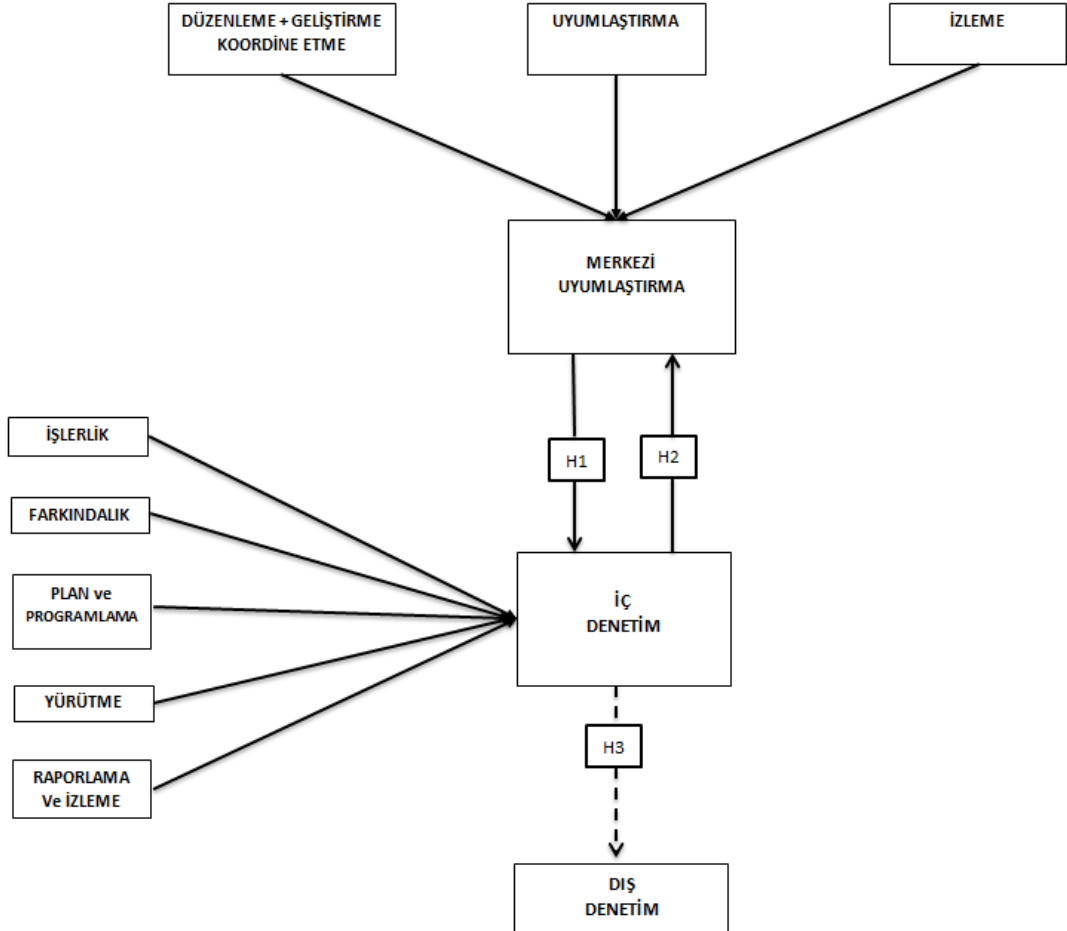 DÜZENLEME + GELİŞTİRME
KOORDİNE ETME
UYUMLAŞTIRMA
İZLEME
MERKEZİ
UYUMLAŞTIRMA
H1
H2
İŞLERLİK
FARKINDALIK
PLAN ve
PROGRAMLAMA
YÜRÜTME
RAPORLAMA
Ve İZLEME
İÇ
DENETİM
H3
DIŞ
DENETİM